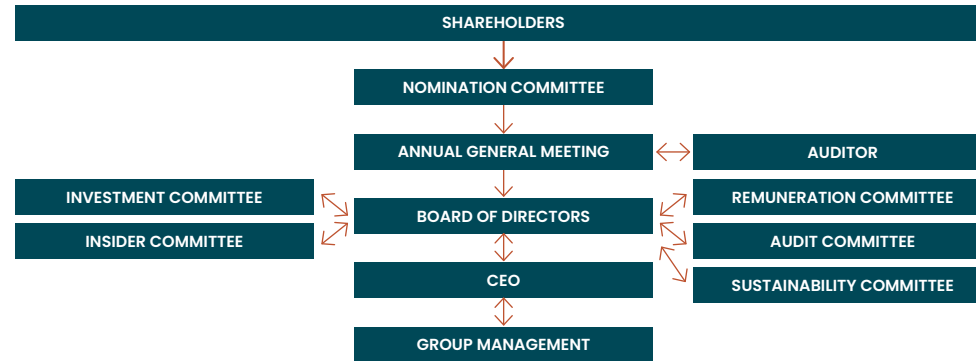 SHAREHOLDERS
NOMINATION COMMITTEE
ANNUAL GENERAL MEETING
AUDITOR
INVESTMENT COMMITTEE
REMUNERATION COMMITTEE
BOARD OF DIRECTORS
INSIDER COMMITTEE
AUDIT COMMITTEE
CEO
SUSTAINABILITY COMMITTEE
GROUP MANAGEMENT